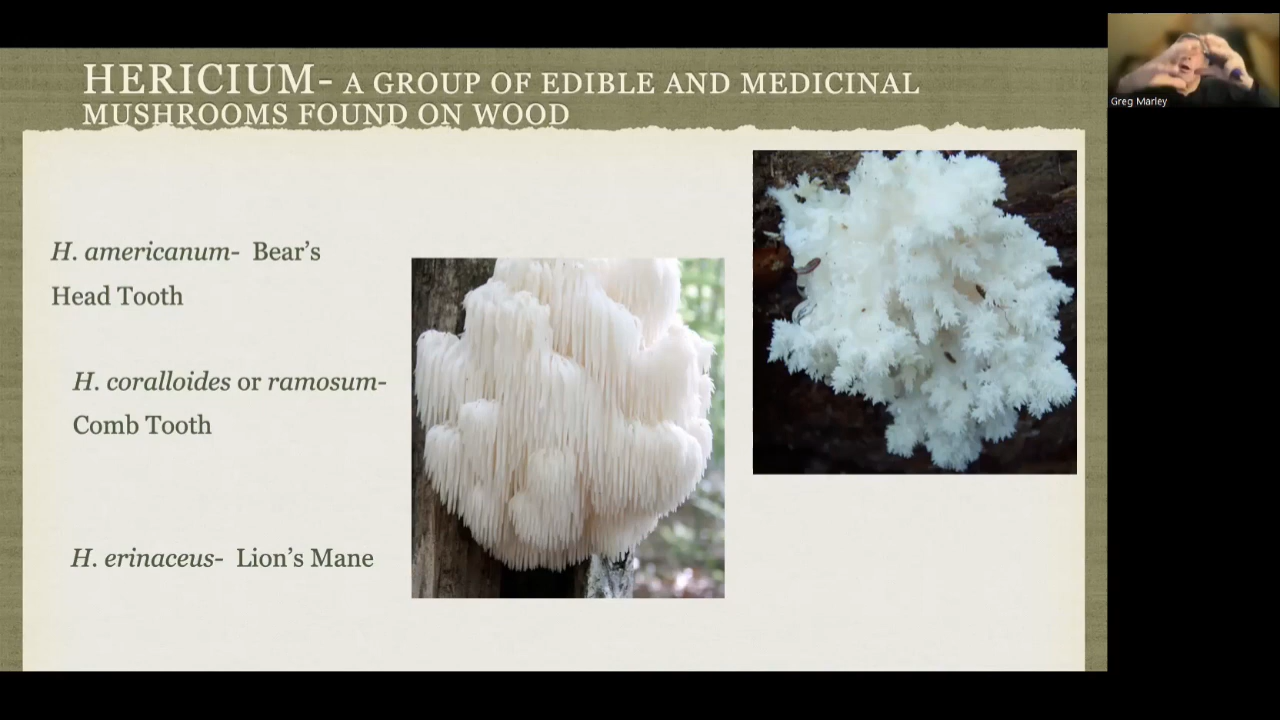 HERICIUM- A GROUP OF EDIBLE AND MEDICINAL
MUSHROOMS FOUND ON WOOD
H. americanum- Bear’s
Head Tooth
H. coralloides or ramosum-
Comb Tooth
H. erinaceus- Lion’s Mane
Greg Marley